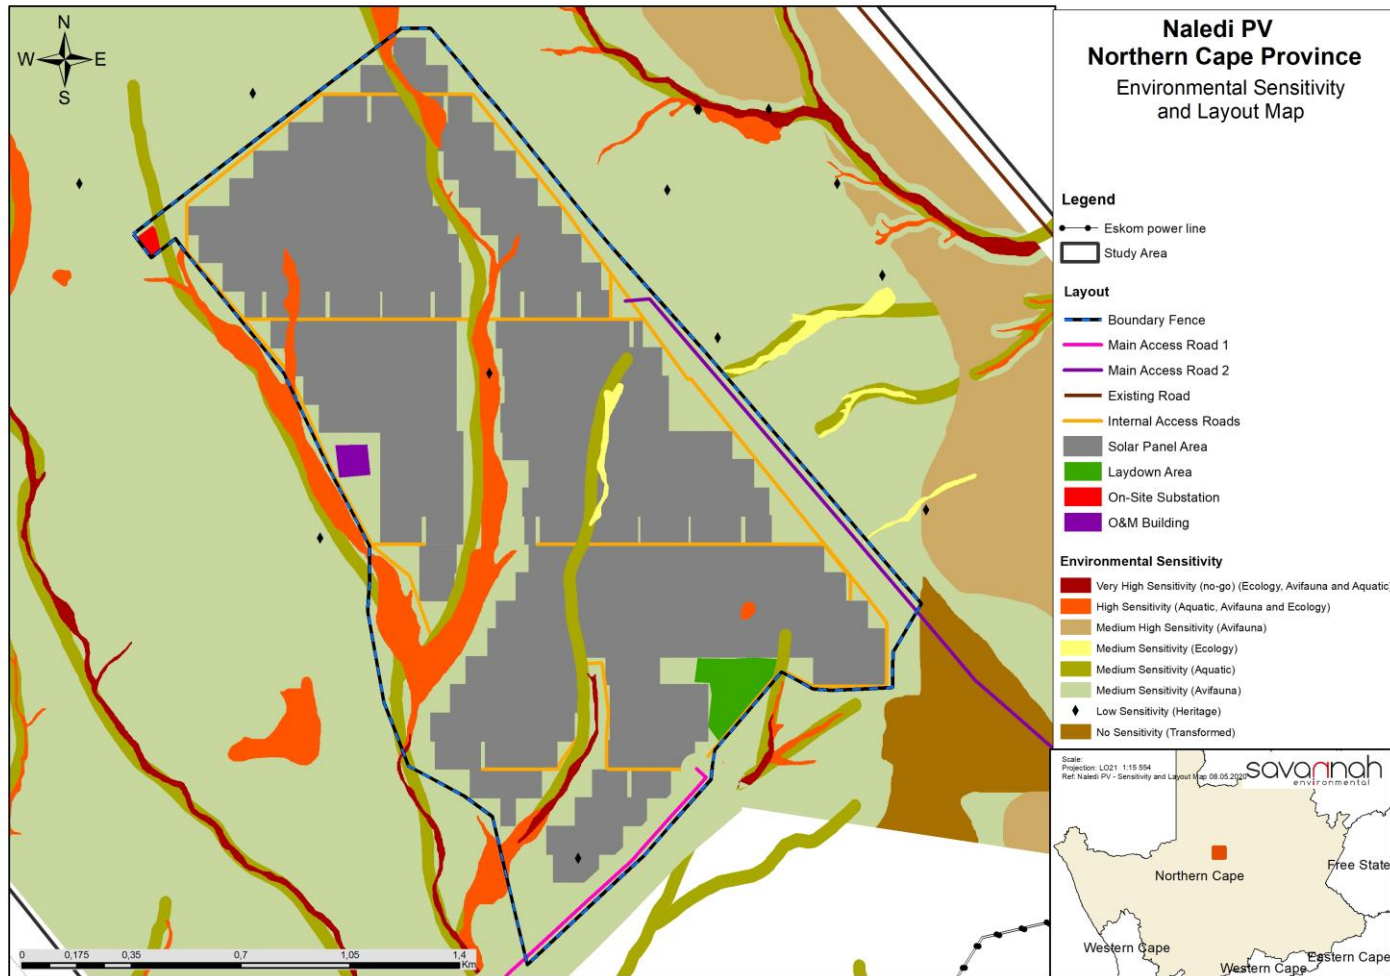 N
W E
S
Naledi PV
Northern Cape Province
Environmental Sensitivity
and Layout Map
Legend
Eskom power line
Study Area
Layout
Boundary Fence
Main Access Road 1
Main Access Road 2
Existing Road
Internal Access Roads
Solar Panel Area
Laydown Area
On-Site Substation
O&M Building
Environmental Sensitivity
Very High Sensitivity (no-go) (Ecology, Avifauna and Aquatic)
High Sensitivity (Aquatic, Avifauna and Ecology)
Medium High Sensitivity (Avifauna)
Medium Sensitivity (Ecology)
Medium Sensitivity (Aquatic)
Medium Sensitivity (Avifauna)
Low Sensitivity (Heritage)
No Sensitivity (Transformed)
Scale:
Projection: LO21 1:15 554
Ref: Naledi PV - Sensitivity and Layout Map 08.05.2020
savannah
environmental
Northern Cape
Free State
Western Cape
Eastern Cape
Western Cape
0 0,175 0,35 0,7 1,05 1,4
Km